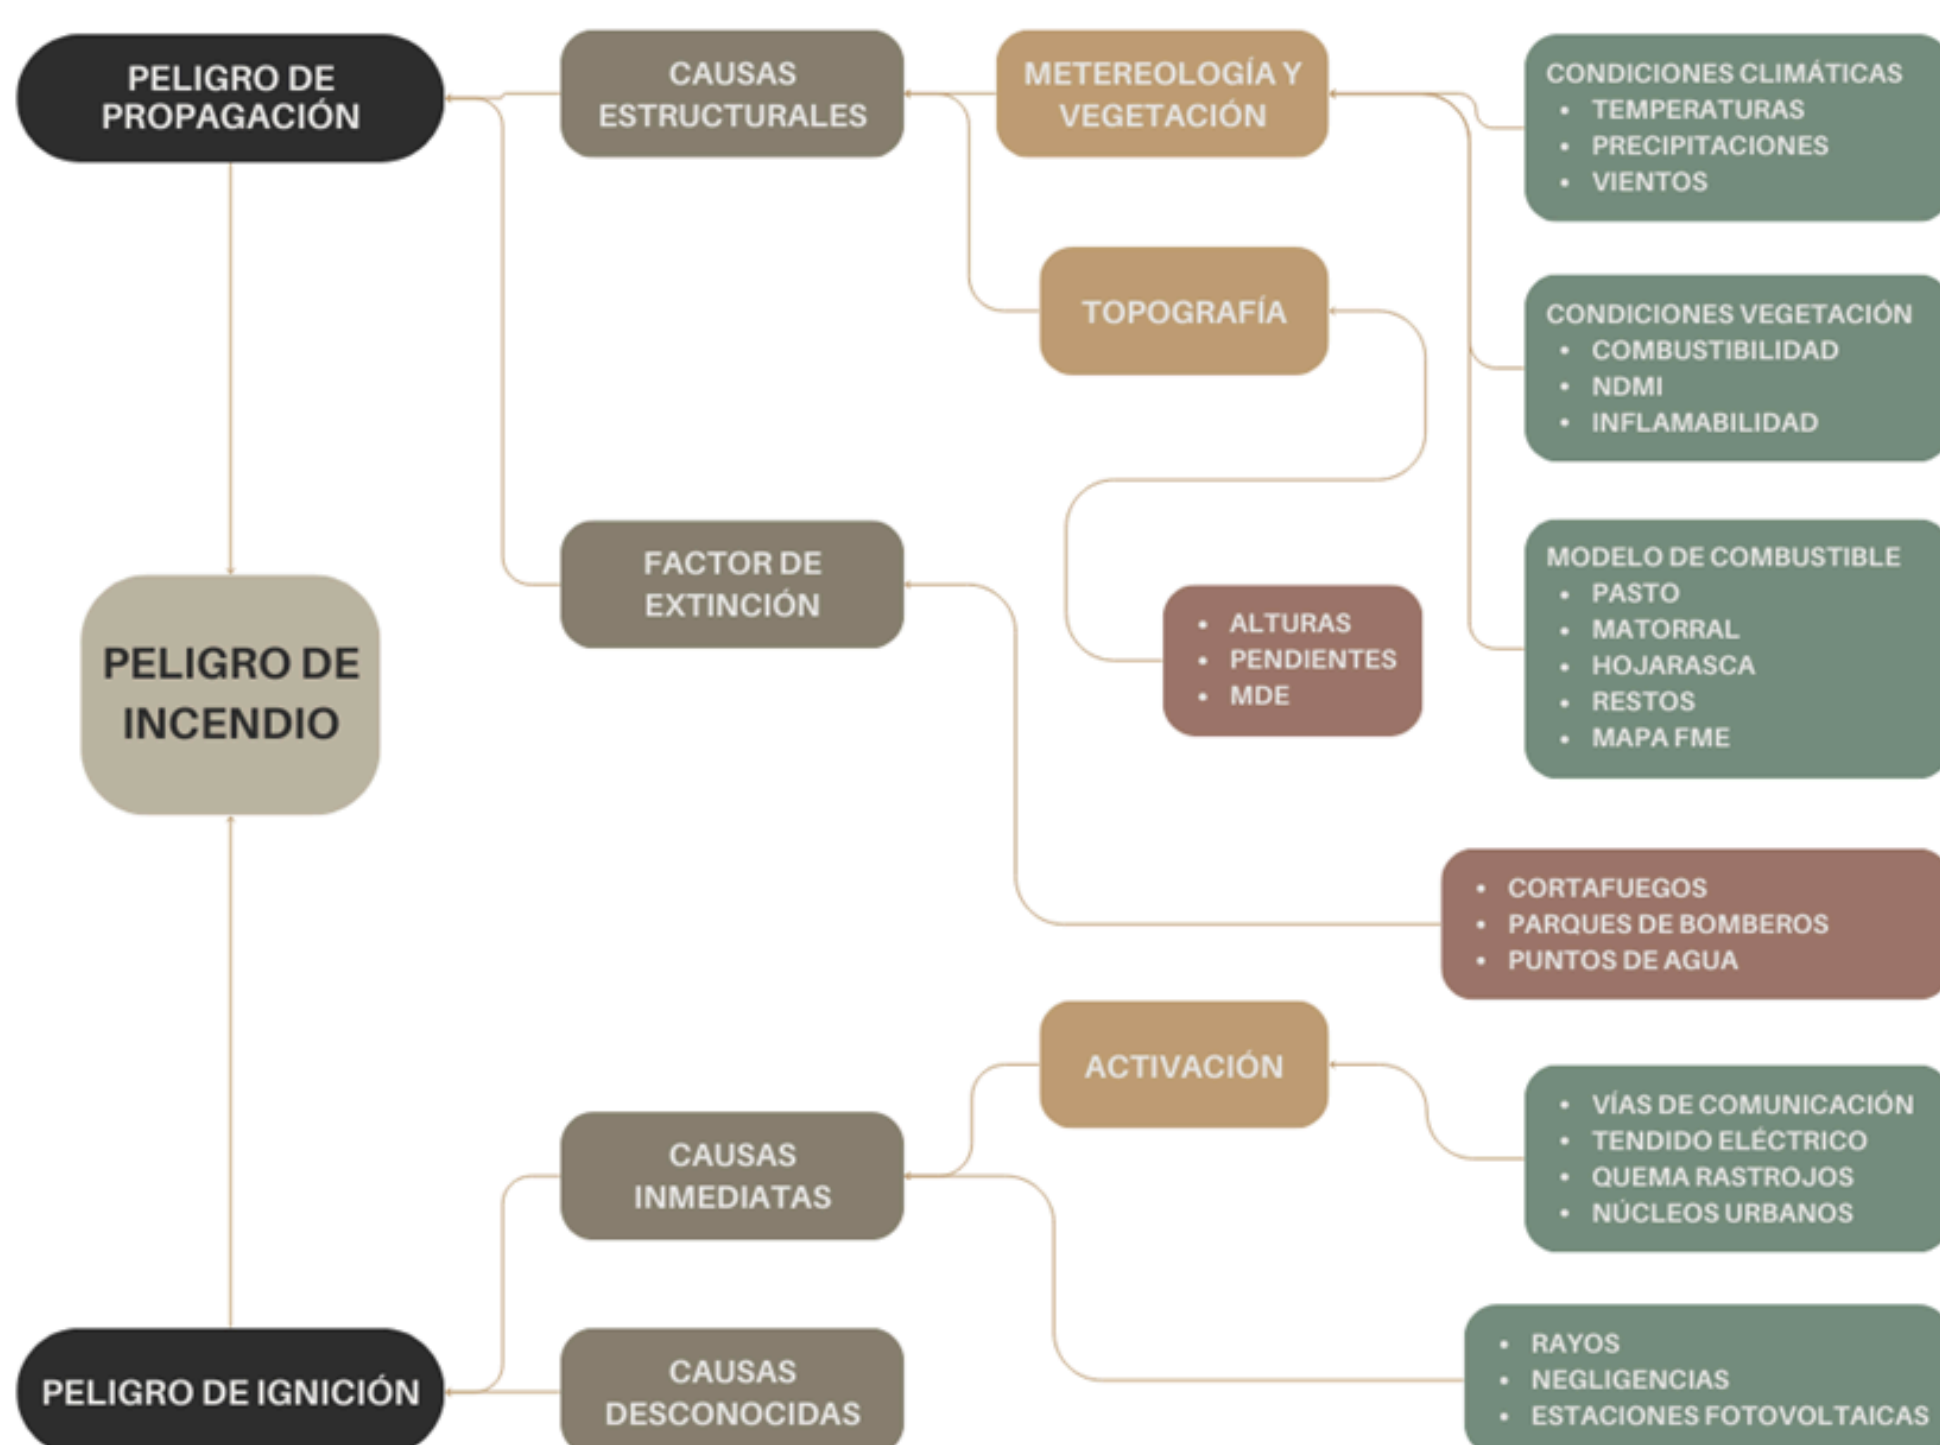 PELIGRO DE
PROPAGACIÓN
CAUSAS
ESTRUCTURALES
METEREOLOGÍA Y
VEGETACIÓN
CONDICIONES CLIMÁTICAS
• TEMPERATURAS
• PRECIPITACIONES
• VIENTOS
TOPOGRAFÍA
CONDICIONES VEGETACIÓN
• COMBUSTIBILIDAD
• NDMI
• INFLAMABILIDAD
FACTOR DE
EXTINCIÓN
• ALTURAS
• PENDIENTES
• MDE
MODELO DE COMBUSTIBLE
• PASTO
• MATORRAL
• HOJARASCA
• RESTOS
• MAPA FME
PELIGRO DE
INCENDIO
• CORTAFUEGOS
• PARQUES DE BOMBEROS
• PUNTOS DE AGUA
ACTIVACIÓN
• VÍAS DE COMUNICACIÓN
• TENDIDO ELÉCTRICO
• QUEMA RASTROJOS
• NÚCLEOS URBANOS
CAUSAS
INMEDIATAS
• RAYOS
• NEGLIGENCIAS
• ESTACIONES FOTOVOLTAICAS
PELIGRO DE IGNICIÓN
CAUSAS
DESCONOCIDAS